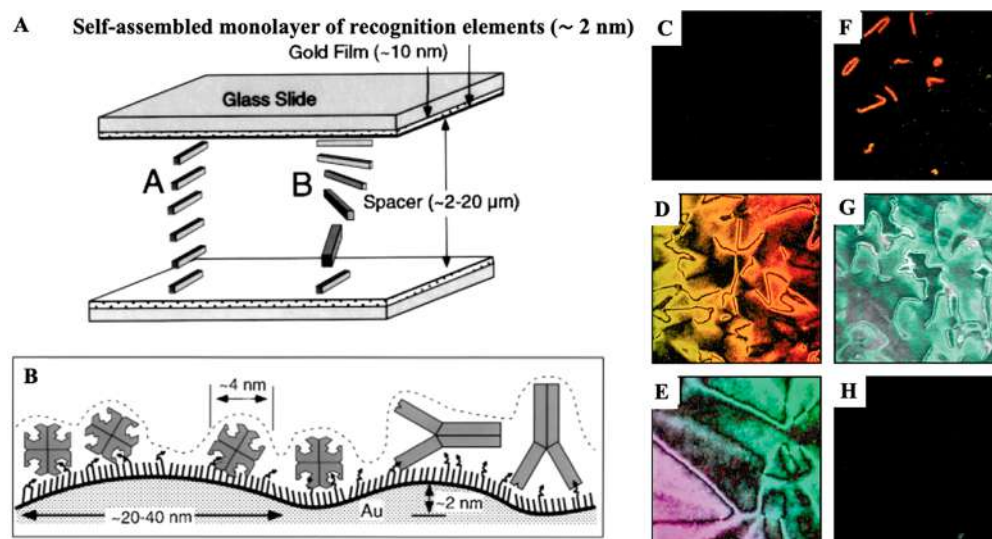 A
Self-assembled monolayer of recognition elements (~ 2 nm)
Gold Film (~10 nm)
Glass Slide
A
B
Spacer (~2-20 µm)
B
~4 nm
~20-40 nm
Au
~2 nm
C
F
D
G
E
H